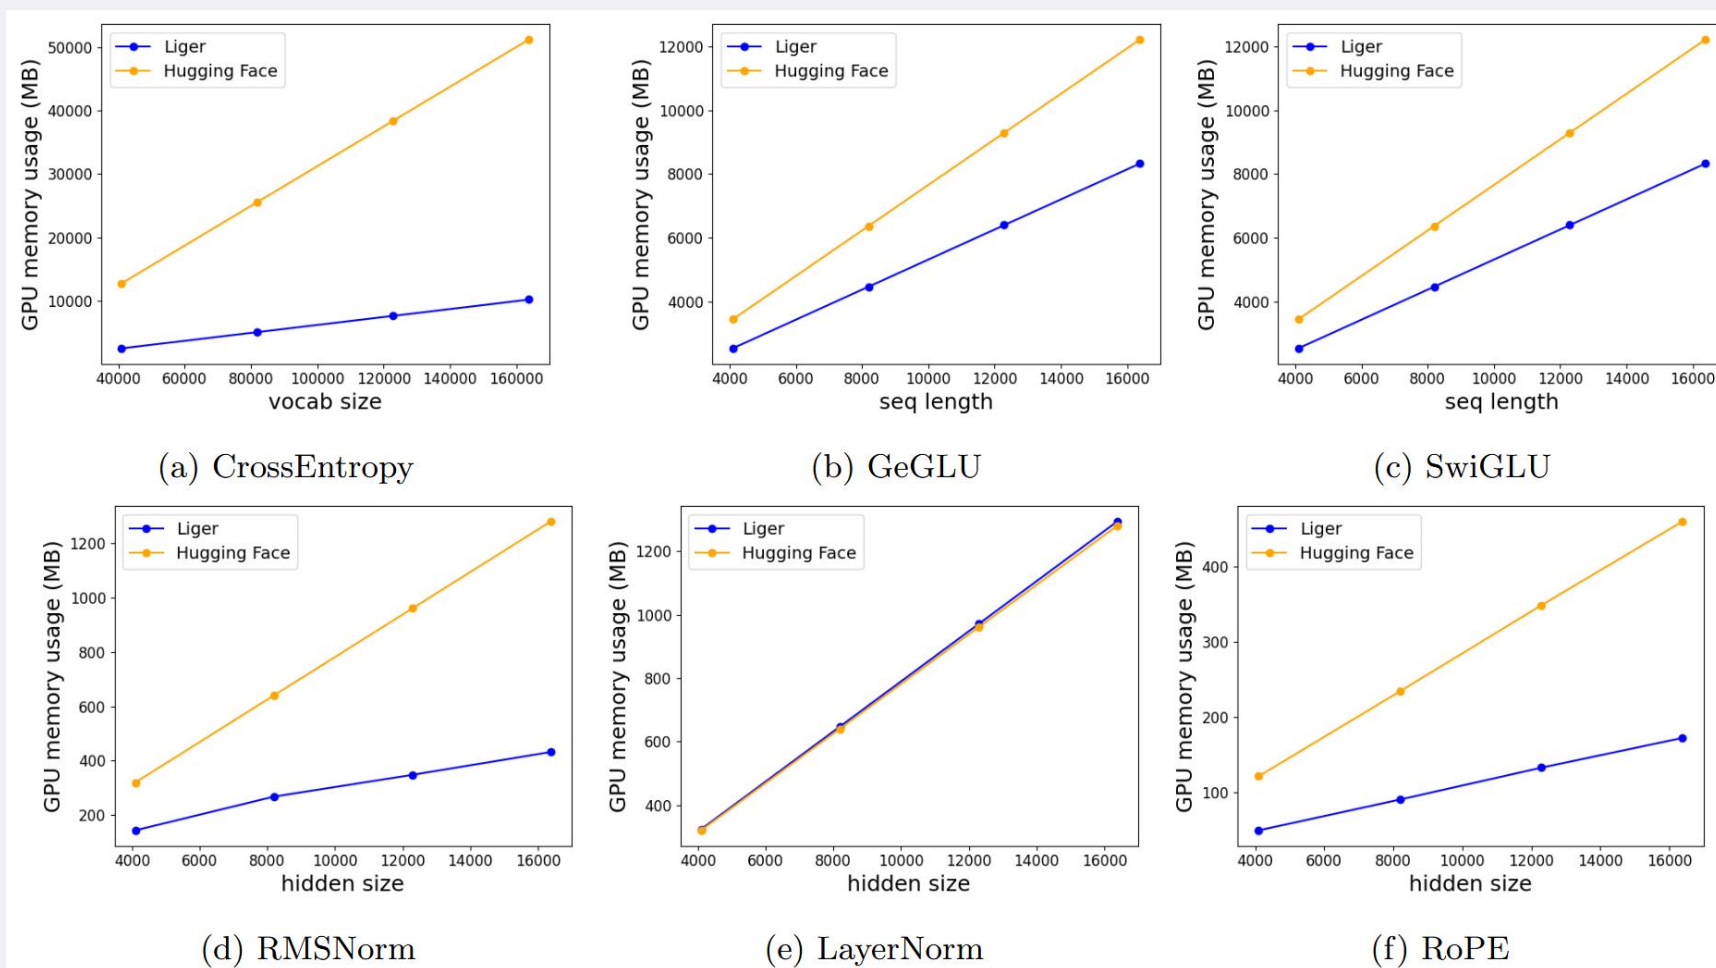 GPU memory usage (MB)
50000
40000
30000
20000
10000
Liger
Hugging Face
40000 60000 80000 100000 120000 140000 160000
vocab size
(a) CrossEntropy
GPU memory usage (MB)
12000
10000
8000
6000
4000
Liger
Hugging Face
4000 6000 8000 10000 12000 14000 16000
seq length
(b) GeGLU
GPU memory usage (MB)
12000
10000
8000
6000
4000
Liger
Hugging Face
4000 6000 8000 10000 12000 14000 16000
seq length
(c) SwiGLU
GPU memory usage (MB)
1200
1000
800
600
400
200
Liger
Hugging Face
4000 6000 8000 10000 12000 14000 16000
hidden size
(d) RMSNorm
GPU memory usage (MB)
1200
1000
800
600
400
Liger
Hugging Face
4000 6000 8000 10000 12000 14000 16000
hidden size
(e) LayerNorm
GPU memory usage (MB)
400
300
200
100
Liger
Hugging Face
4000 6000 8000 10000 12000 14000 16000
hidden size
(f) RoPE